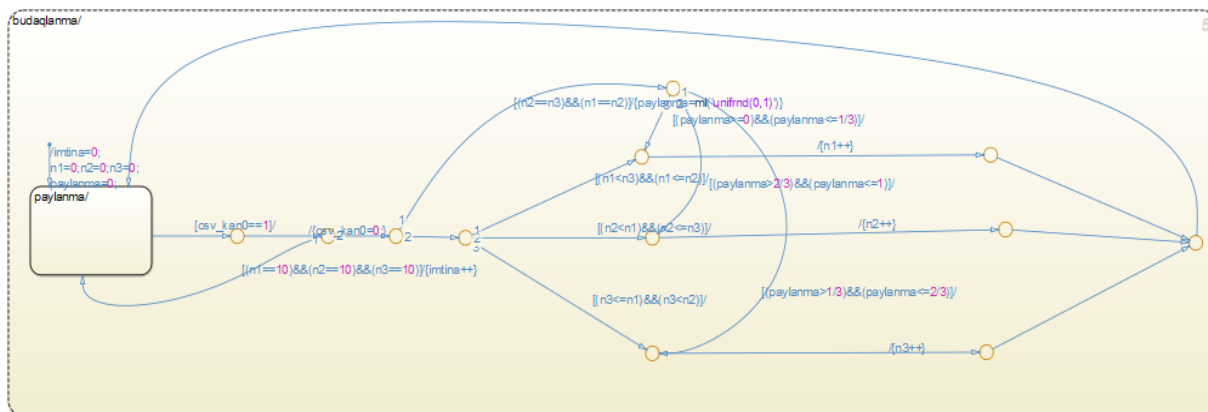 budaqlanma/
5
[(n2==n3)&&(n1==n2)]/{paylanma=ml('unifrnd(0,1)')}
1
2
[(paylanma>=0)&&(paylanma<=1/3)]/
/imtina=0;
n1=0;n2=0;n3=0;
paylanma=0;
/{n1++}
[(n1<n3)&&(n1<=n2)]/
[(paylanma>2/3)&&(paylanma<=1)]/
paylanma/
[osv_kan0==1]/
/{osv_kan0=0;}
1
2
1
2
1
2
3
[(n2<n1)&&(n2<=n3)]/
/{n2++}
[(n1==10)&&(n2==10)&&(n3==10)]/{imtina++}
[(n3<=n1)&&(n3<n2)]/
[(paylanma>1/3)&&(paylanma<=2/3)]/
/{n3++}